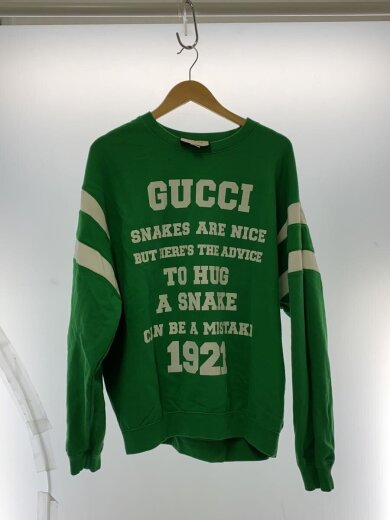 GUCCI
SNAKES ARE NICE
BUT HERE'S THE ADVICE
TO HUG
A SNAKE
CAN BE A MISTAKE
1921